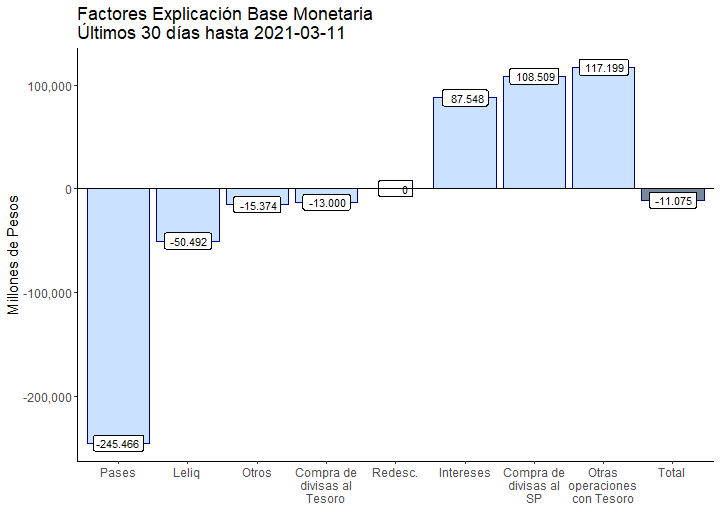 Factores Explicación Base Monetaria
Últimos 30 días hasta 2021-03-11
Millones de Pesos
100,000
0
-100,000
-200,000
-245.466
-50.492
-15.374
-13.000
0
87.548
108.509
117.199
-11.075
Pases
Leliq
Otros
Compra de
divisas al
Tesoro
Redesc.
Intereses
Compra de
divisas al
SP
Otras
operaciones
con Tesoro
Total